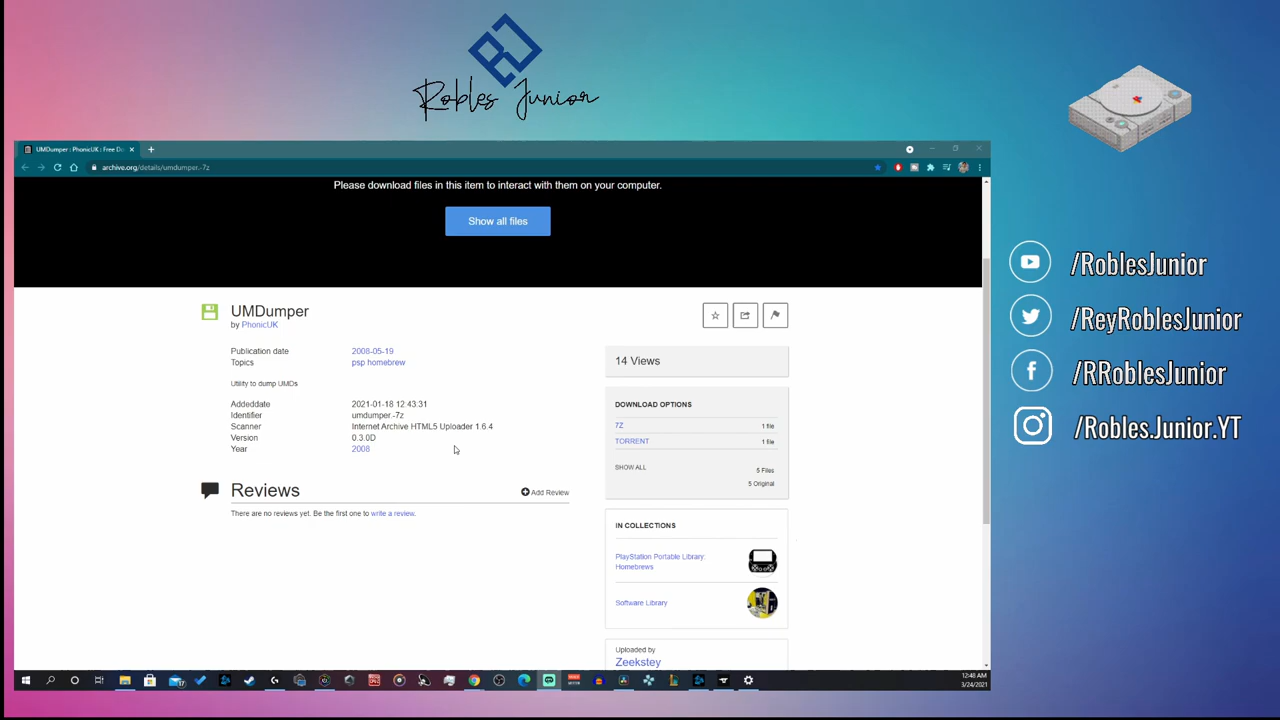 Robles Junior
UMDumper : PhonicUK : Free Do
archive.org/details/umdumper.-7z
Please download files in this item to interact with them on your computer.
Show all files
UMDumper
by PhonicUK
Publication date 2008-05-19
Topics psp homebrew
Utility to dump UMDs
Addeddate 2021-01-18 12:43:31
Identifier umdumper.-7z
Scanner Internet Archive HTML5 Uploader 1.6.4
Version 0.3.0D
Year 2008
Reviews
Add Review
There are no reviews yet. Be the first one to write a review.
14 Views
DOWNLOAD OPTIONS
7Z 1 file
TORRENT 1 file
SHOW ALL 5 Files
5 Original
IN COLLECTIONS
PlayStation Portable Library:
Homebrews
Software Library
Uploaded by
Zeekstey
/RoblesJunior
/ReyRoblesJunior
/RRoblesJunior
/Robles.Junior.YT
12:48 AM
3/24/2021